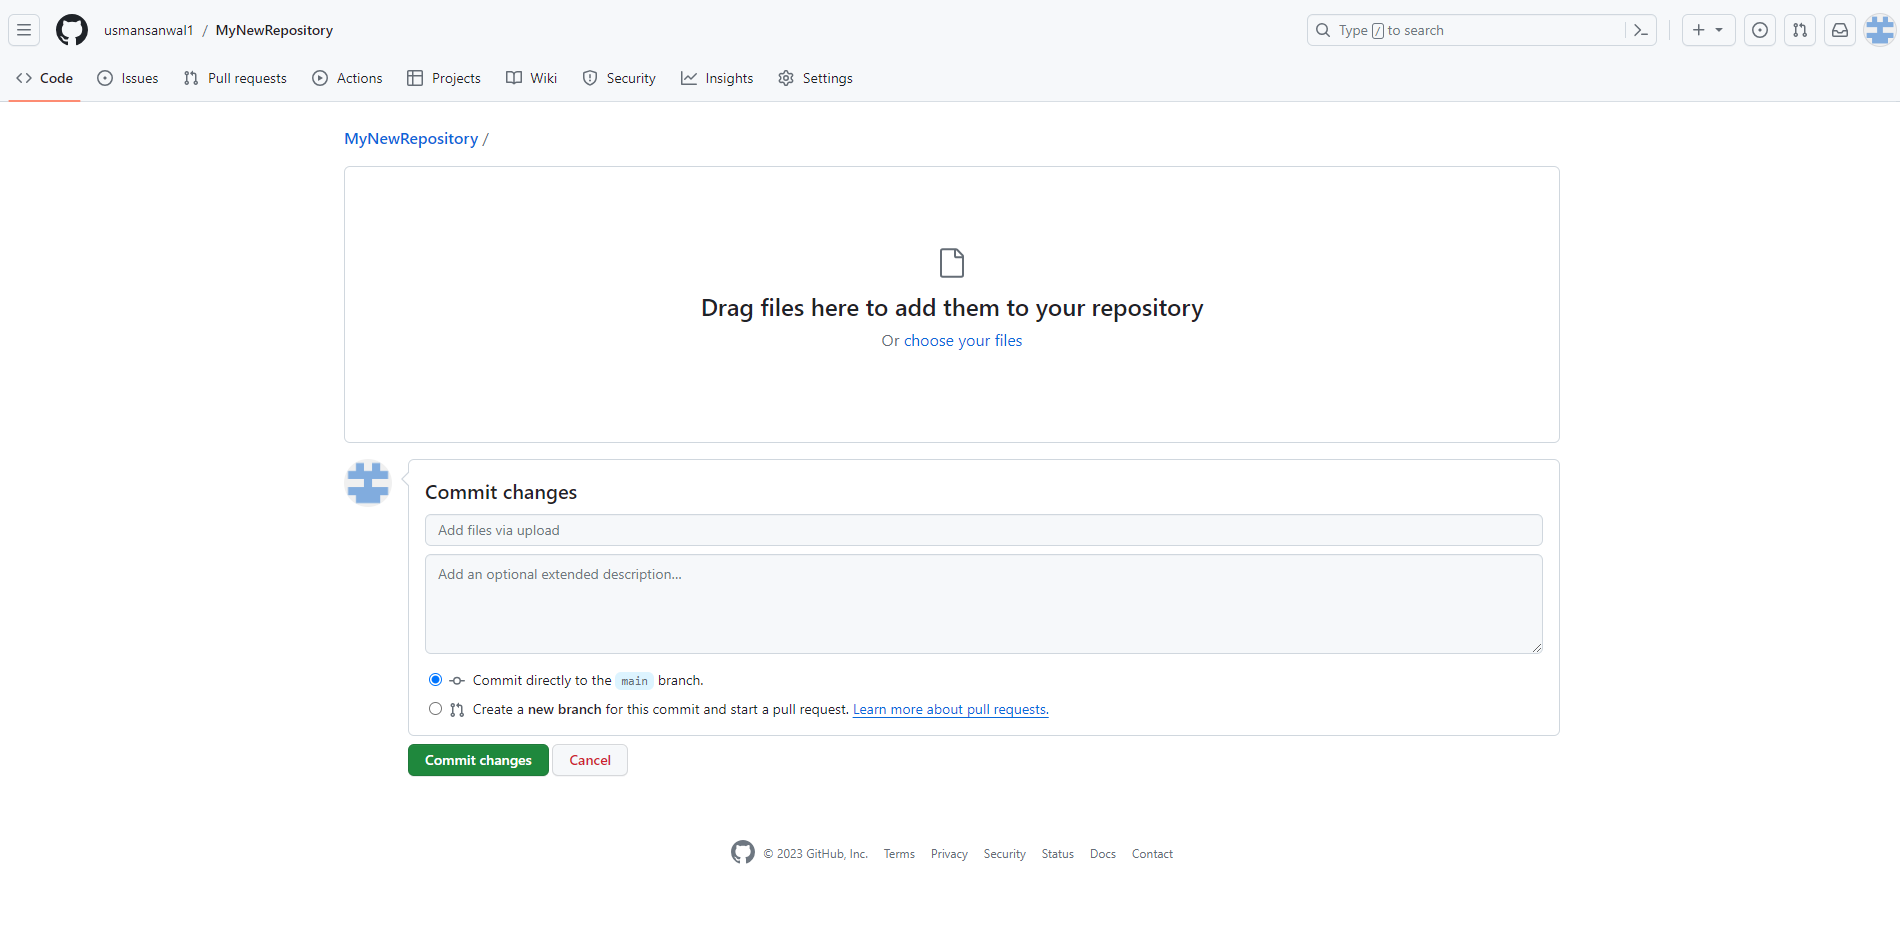 usmansanwal1 / MyNewRepository
Type / to search
Code Issues Pull requests Actions Projects Wiki Security Insights Settings
MyNewRepository /
Drag files here to add them to your repository
Or choose your files
Commit changes
Add files via upload
Add an optional extended description...
Commit directly to the main branch.
Create a new branch for this commit and start a pull request. Learn more about pull requests.
Commit changes Cancel
© 2023 GitHub, Inc. Terms Privacy Security Status Docs Contact